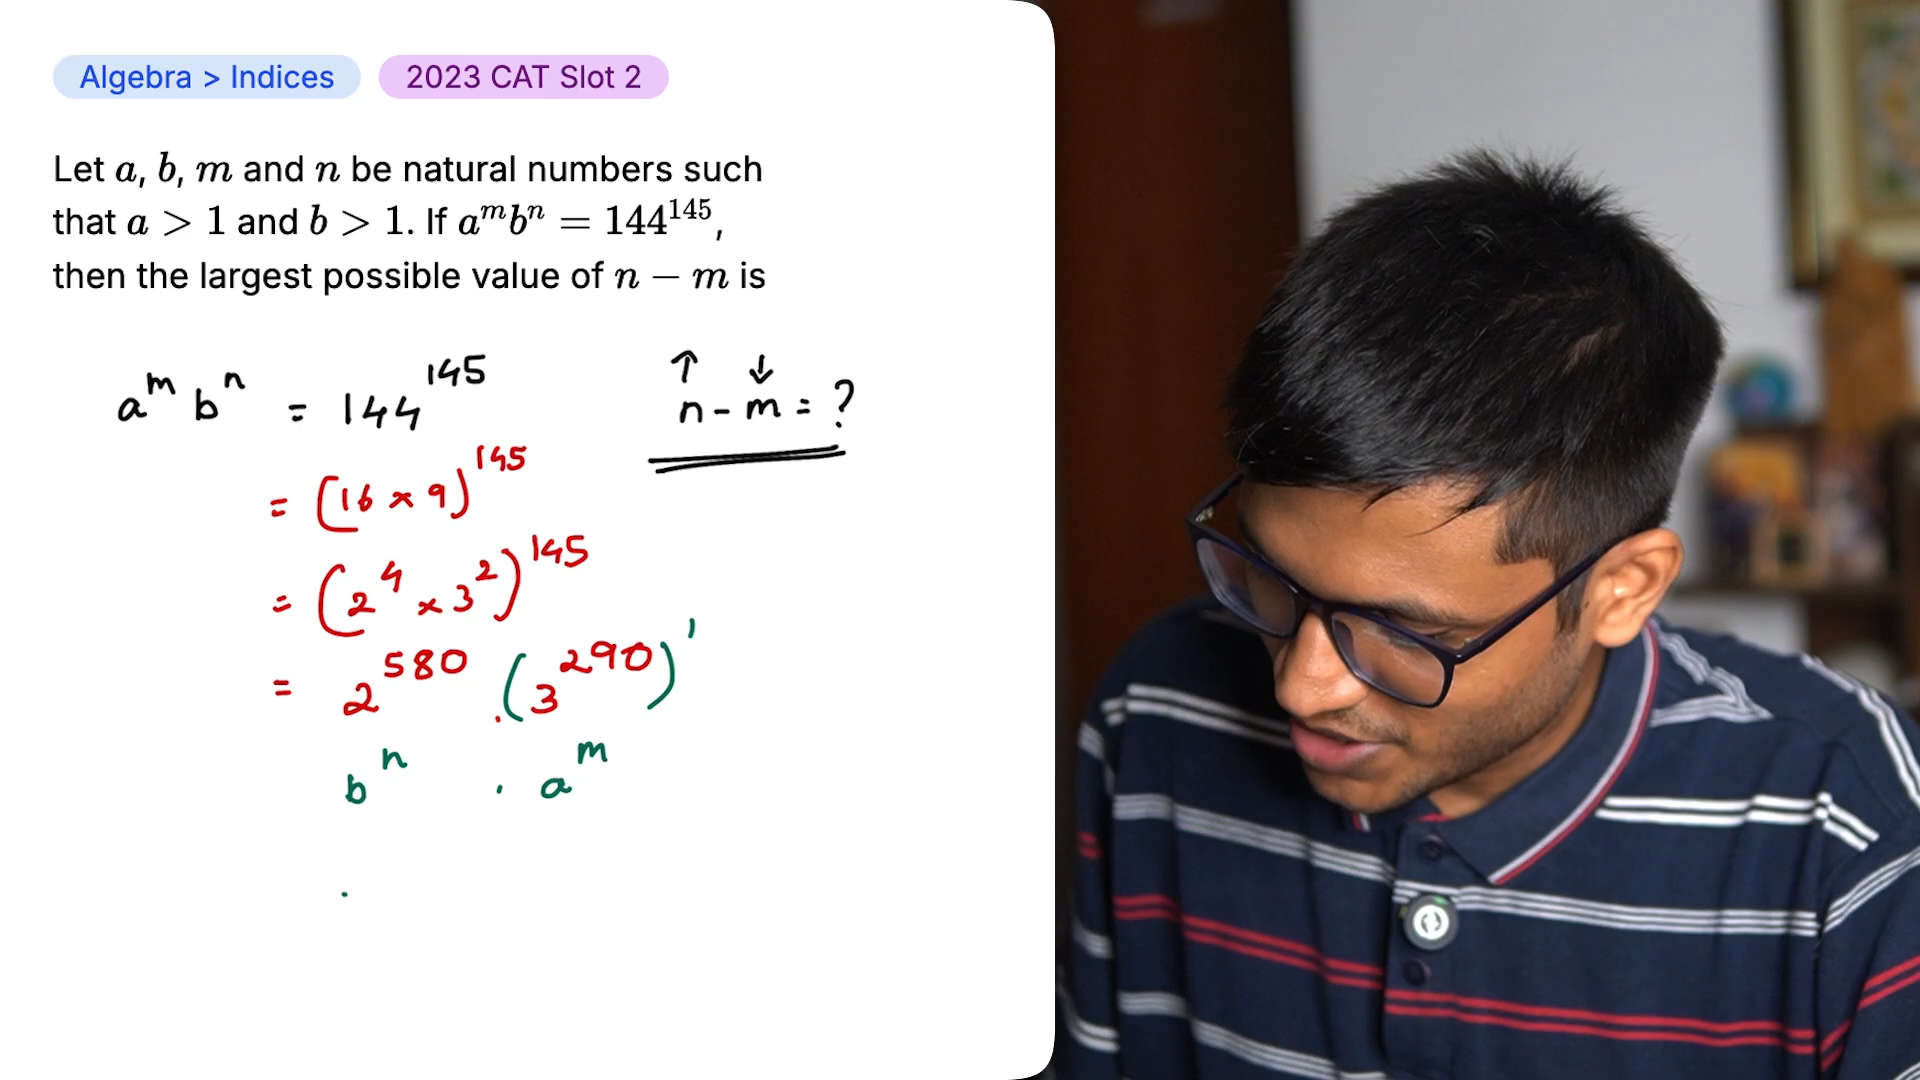 Algebra > Indices 2023 CAT Slot 2
Let a, b, m and n be natural numbers such
that a > 1 and b > 1. If a^m b^n = 144^145,
then the largest possible value of n − m is
a^m b^n = 144^145
↑ ↓
n - m = ?
= (16 × 9)^145
= (2^4 × 3^2)^145
= 2^580 . (3^290)^1
b^n . a^m